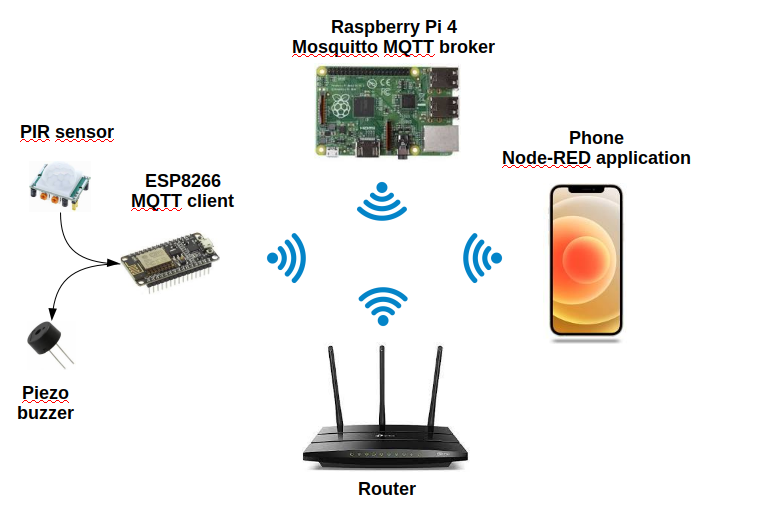 Raspberry Pi 4
Mosquitto MQTT broker
PIR sensor
ESP8266
MQTT client
Phone
Node-RED application
Piezo
buzzer
Router